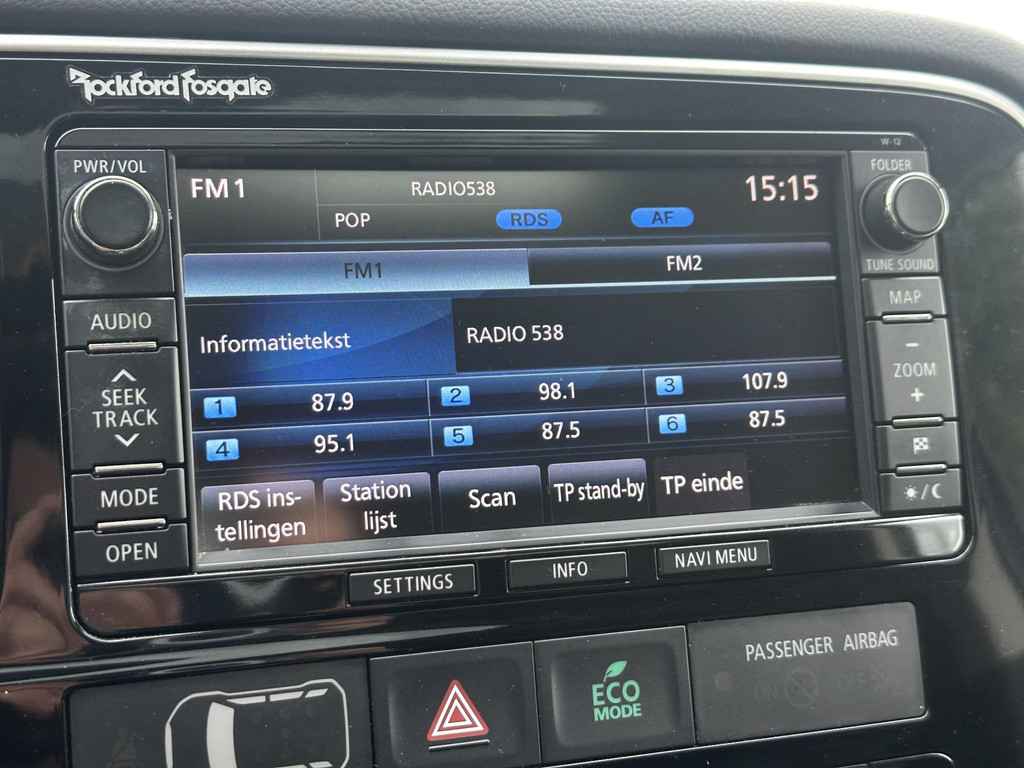 Rockford Fosgate
W-12
PWR/VOL
FM 1
RADIO538
15:15
FOLDER
POP
RDS
AF
TUNE SOUND
FM1
FM2
AUDIO
MAP
Informatietekst
RADIO 538
SEEK
TRACK
−
ZOOM
+
1 87.9
2 98.1
3 107.9
4 95.1
5 87.5
6 87.5
MODE
OPEN
RDS ins-
tellingen
Station
lijst
Scan
TP stand-by
TP einde
SETTINGS
INFO
NAVI MENU
PASSENGER AIRBAG
ECO
MODE